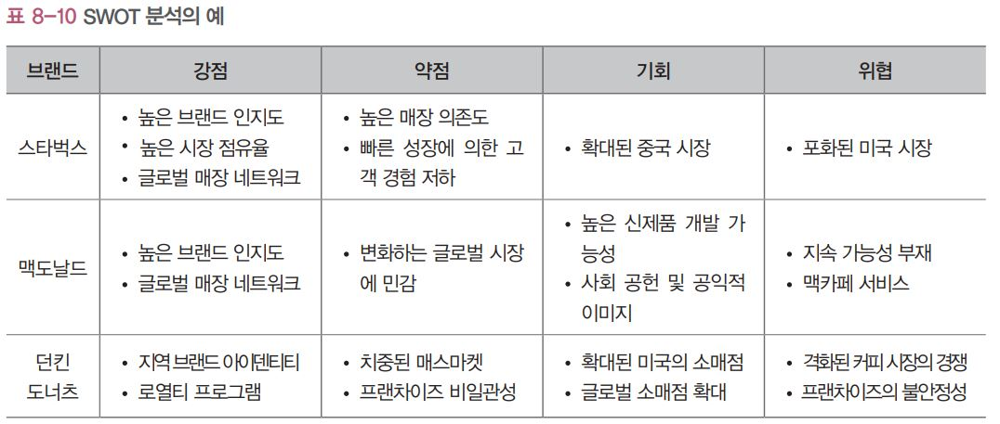 표 8-10 SWOT 분석의 예
브랜드 강점 약점 기회 위협
스타벅스
• 높은 브랜드 인지도
• 높은 시장 점유율
• 글로벌 매장 네트워크
• 높은 매장 의존도
• 빠른 성장에 의한 고
객 경험 저하
• 확대된 중국 시장
• 포화된 미국 시장
맥도날드
• 높은 브랜드 인지도
• 글로벌 매장 네트워크
• 변화하는 글로벌 시장
에 민감
• 높은 신제품 개발 가
능성
• 사회 공헌 및 공익적
이미지
• 지속 가능성 부재
• 맥카페 서비스
던킨
도너츠
• 지역 브랜드 아이덴티티
• 로열티 프로그램
• 치중된 매스마켓
• 프랜차이즈 비일관성
• 확대된 미국의 소매점
• 글로벌 소매점 확대
• 격화된 커피 시장의 경쟁
• 프랜차이즈의 불안정성